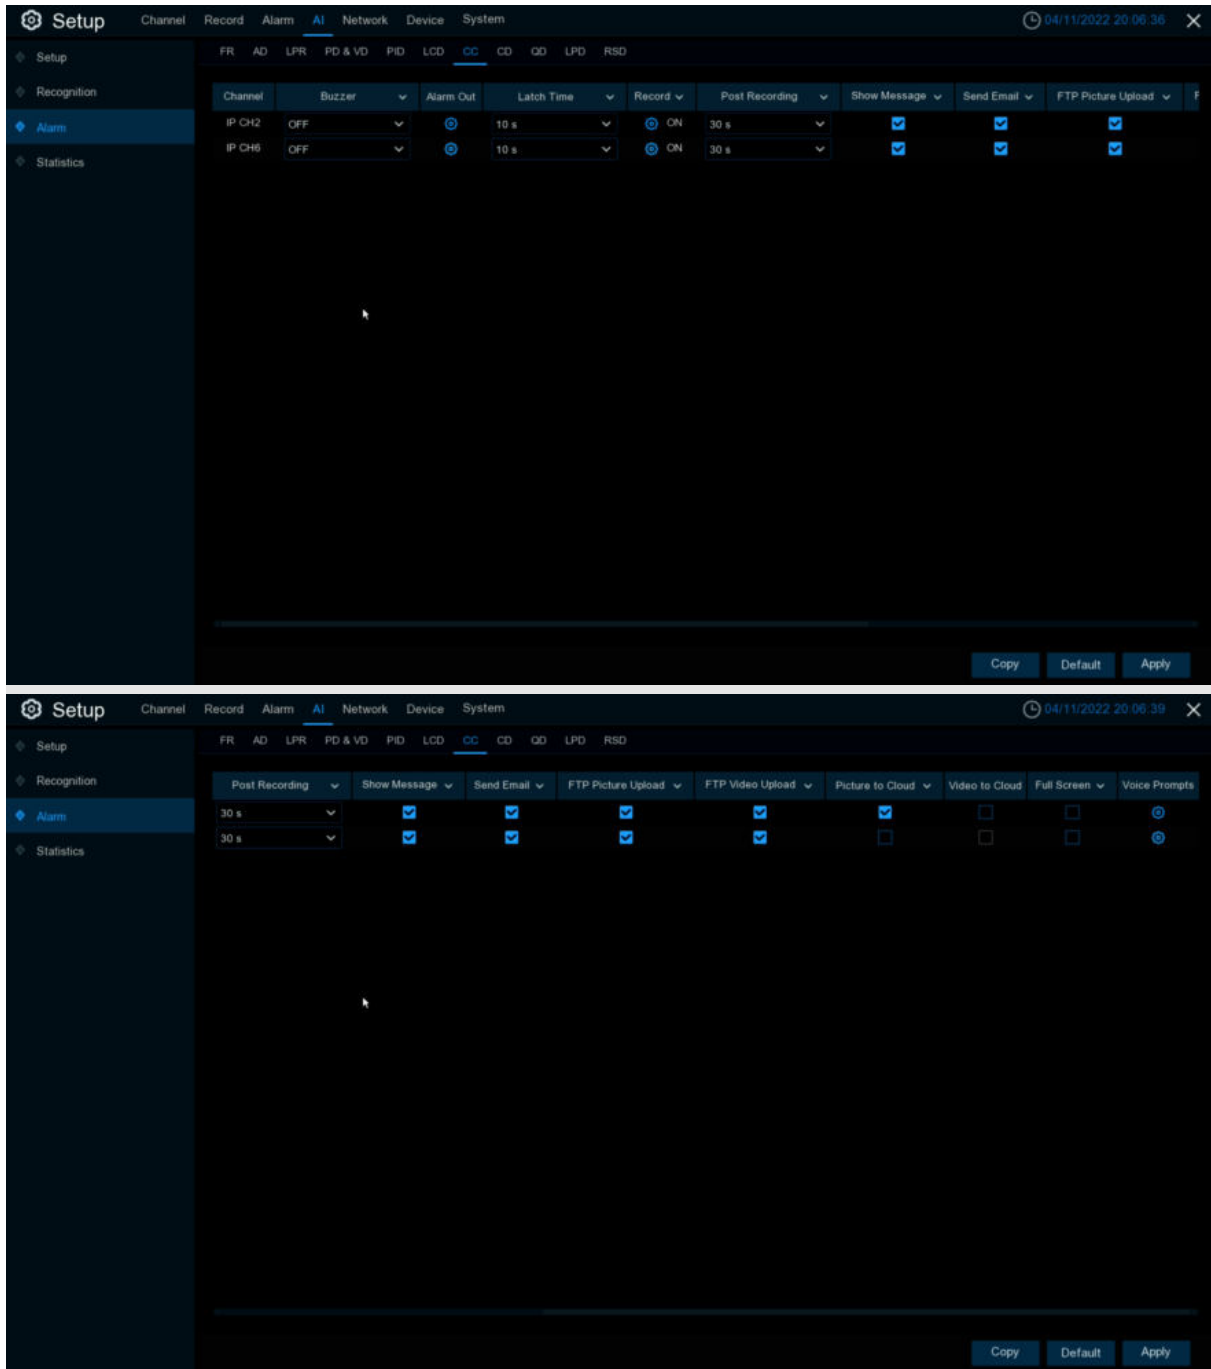 Setup Channel Record Alarm AI Network Device System 04/11/2022 20:06:36
Setup FR AD LPR PD & VD PID LCD CC CD QD LPD RSD
Recognition Channel Buzzer Alarm Out Latch Time Record Post Recording Show Message Send Email FTP Picture Upload F
Alarm IP CH2 OFF 10 s ON 30 s
IP CH6 OFF 10 s ON 30 s
Statistics
Copy Default Apply
Setup Channel Record Alarm AI Network Device System 04/11/2022 20:06:39
Setup FR AD LPR PD & VD PID LCD CC CD QD LPD RSD
Recognition Post Recording Show Message Send Email FTP Picture Upload FTP Video Upload Picture to Cloud Video to Cloud Full Screen Voice Prompts
Alarm 30 s
30 s
Statistics
Copy Default Apply